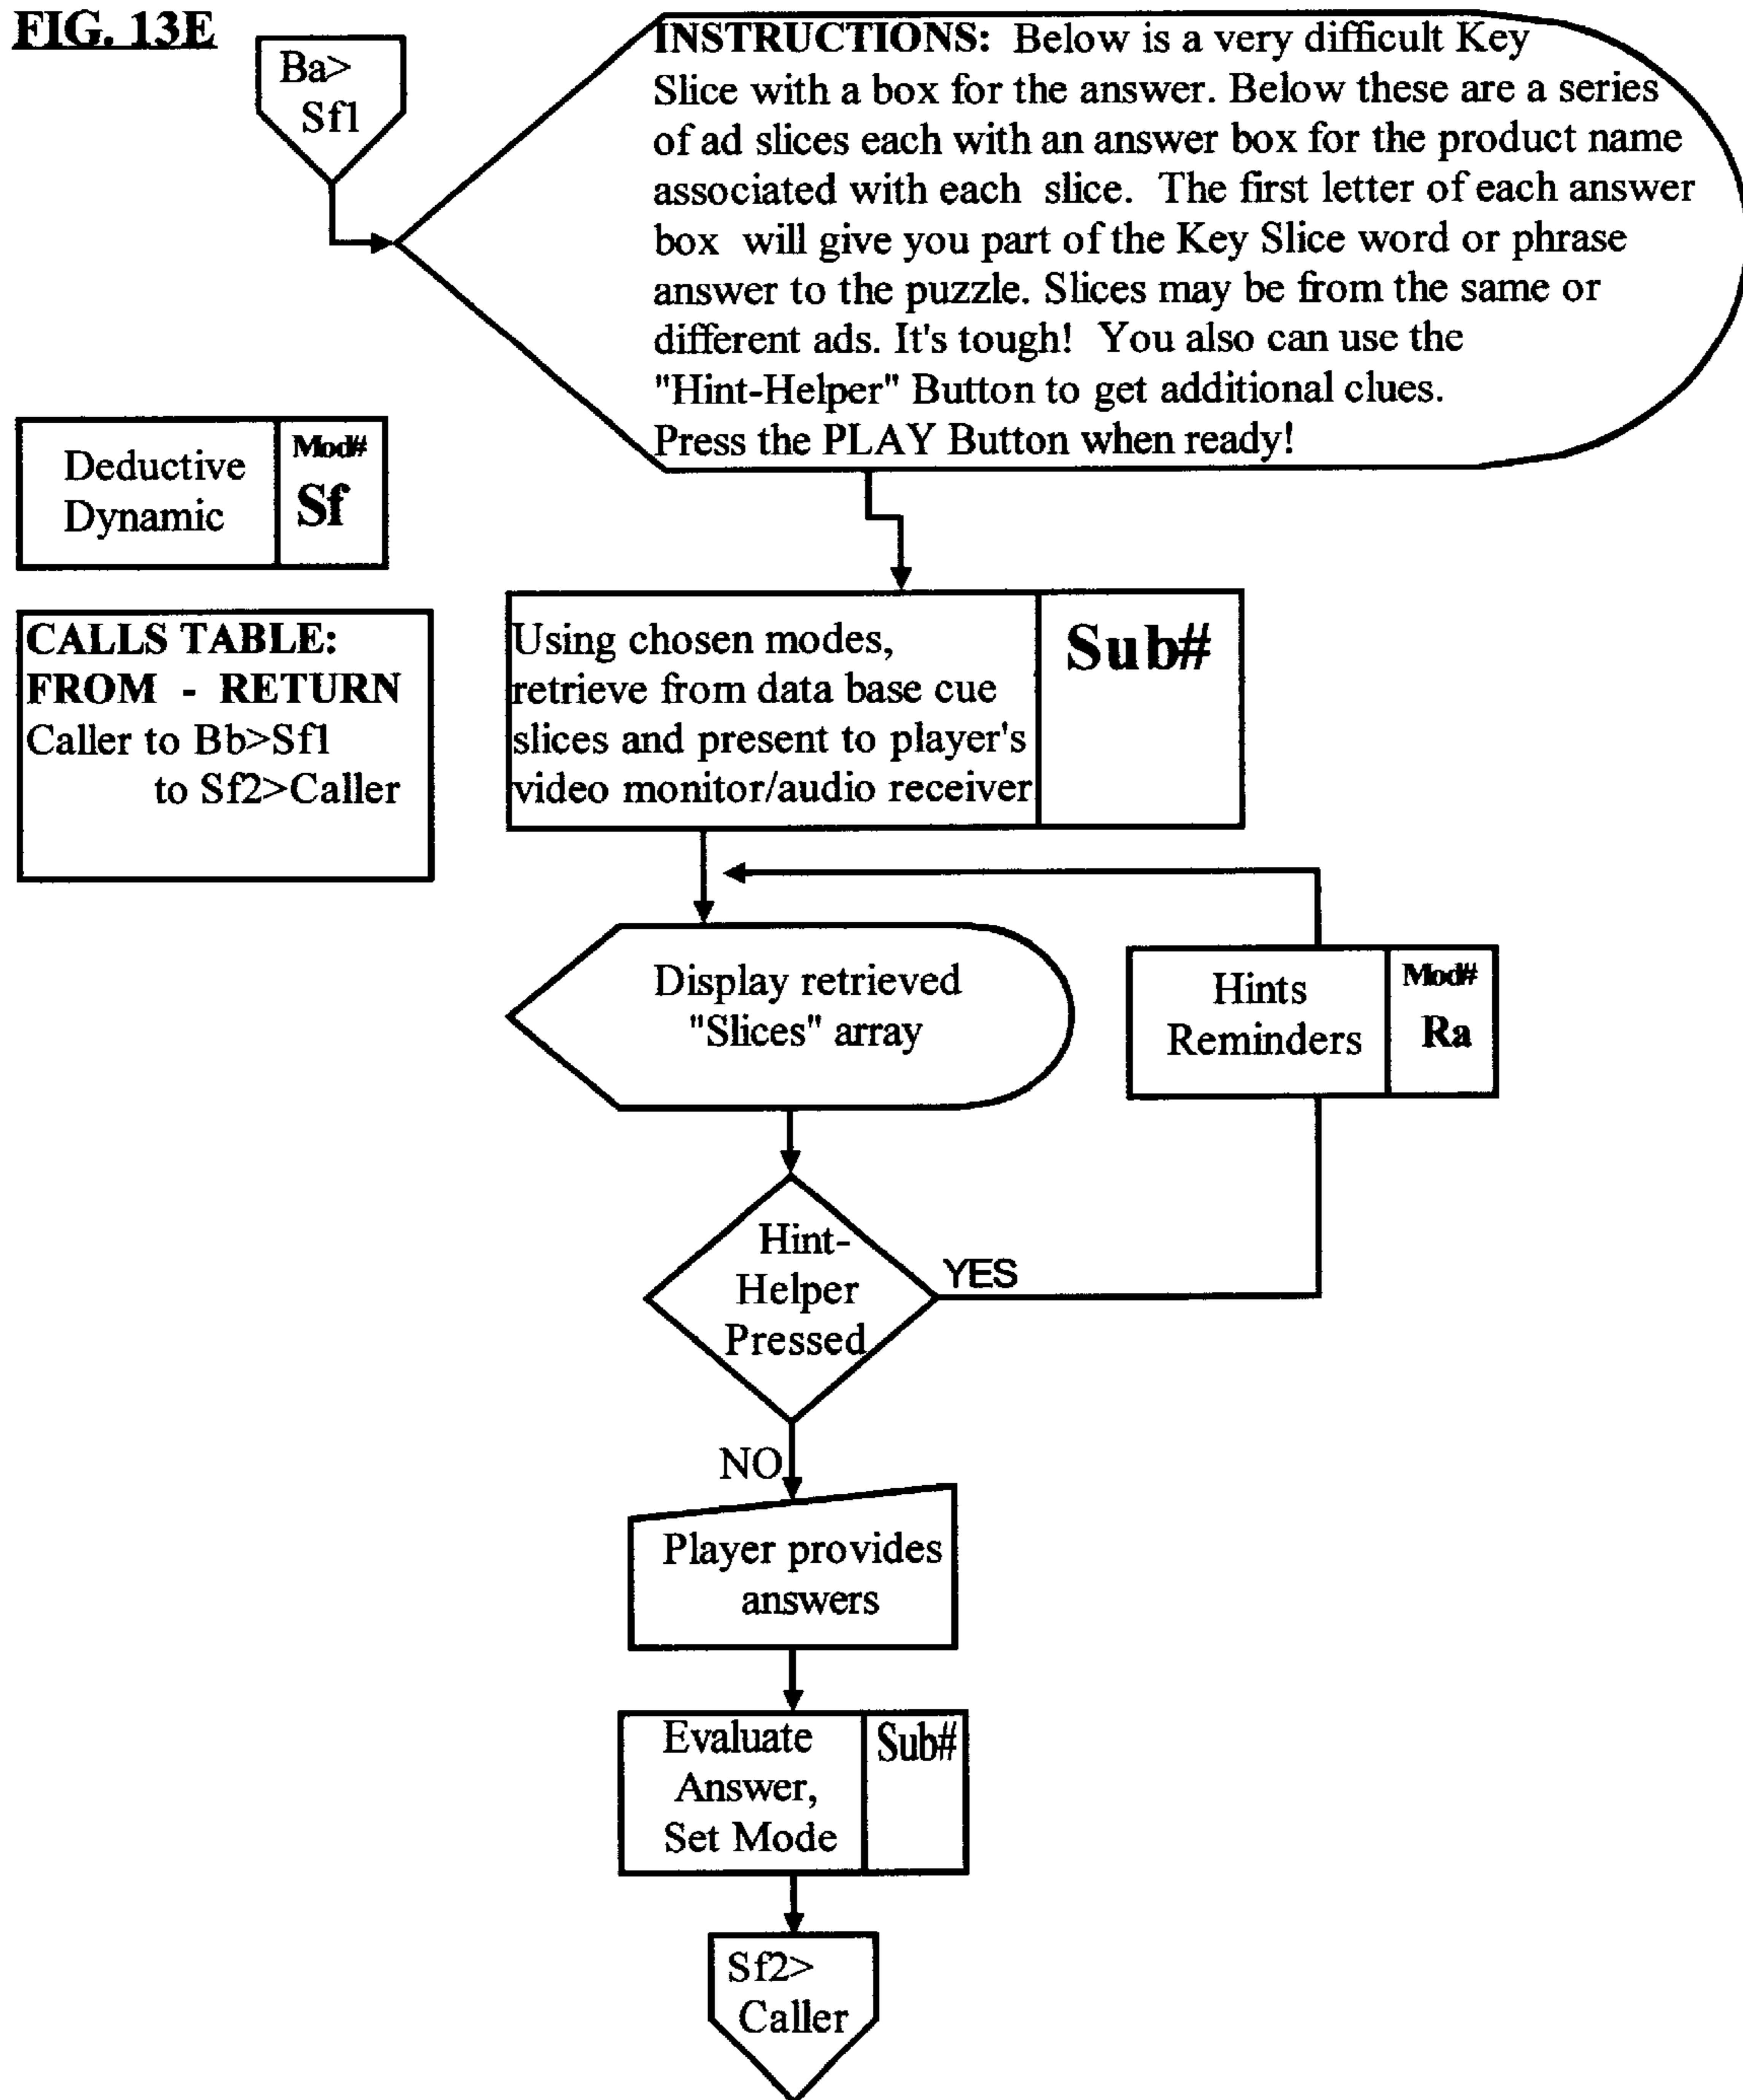 FIG. 13E
Ba>
Sf1
INSTRUCTIONS: Below is a very difficult Key
Slice with a box for the answer. Below these are a series
of ad slices each with an answer box for the product name
associated with each slice. The first letter of each answer
box will give you part of the Key Slice word or phrase
answer to the puzzle. Slices may be from the same or
different ads. It's tough! You also can use the
"Hint-Helper" Button to get additional clues.
Press the PLAY Button when ready!
Deductive
Dynamic
Mod#
Sf
CALLS TABLE:
FROM - RETURN
Caller to Bb>Sf1
to Sf2>Caller
Using chosen modes,
retrieve from data base cue
slices and present to player's
video monitor/audio receiver
Sub#
Display retrieved
"Slices" array
Hints
Reminders
Mod#
Ra
Hint-
Helper
Pressed
YES
NO
Player provides
answers
Evaluate
Answer,
Set Mode
Sub#
Sf2>
Caller